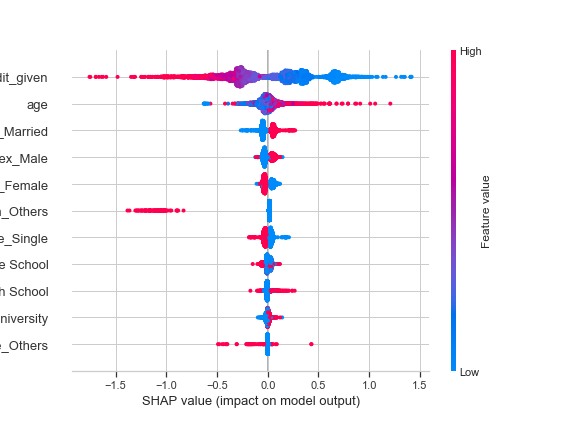 High
dit_given
age
_Married
ex_Male
_Female
n_Others
e_Single
e School
h School
niversity
e_Others
Feature value
Low
−1.5 −1.0 −0.5 0.0 0.5 1.0 1.5
SHAP value (impact on model output)